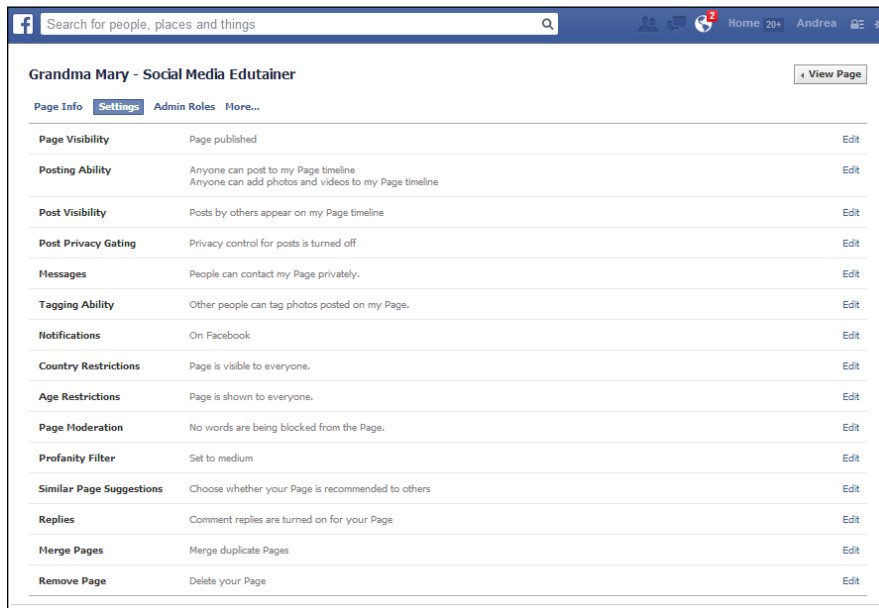 f Search for people, places and edtuings
2 Home 20+ Andrea
Grandma Mary - Social Media Edutainer View Page
Page Info Settings Admin Roles More...
Page Visibility Page published Edit
Posting Ability Anyone can post to my Page timeline Edit
Anyone can add photos and videos to my Page timeline
Post Visibility Posts by others appear on my Page timeline Edit
Post Privacy Gating Privacy control for posts is turned off Edit
Messages People can contact my Page privately. Edit
Tagging Ability Other people can tag photos posted on my Page. Edit
Notifications On Facebook Edit
Country Restrictions Page is visible to everyone. Edit
Age Restrictions Page is shown to everyone. Edit
Page Moderation No words are being blocked from the Page. Edit
Profanity Filter Set to medium Edit
Similar Page Suggestions Choose whether your Page is recommended to others Edit
Replies Comment replies are turned on for your Page Edit
Merge Pages Merge duplicate Pages Edit
Remove Page Delete your Page Edit